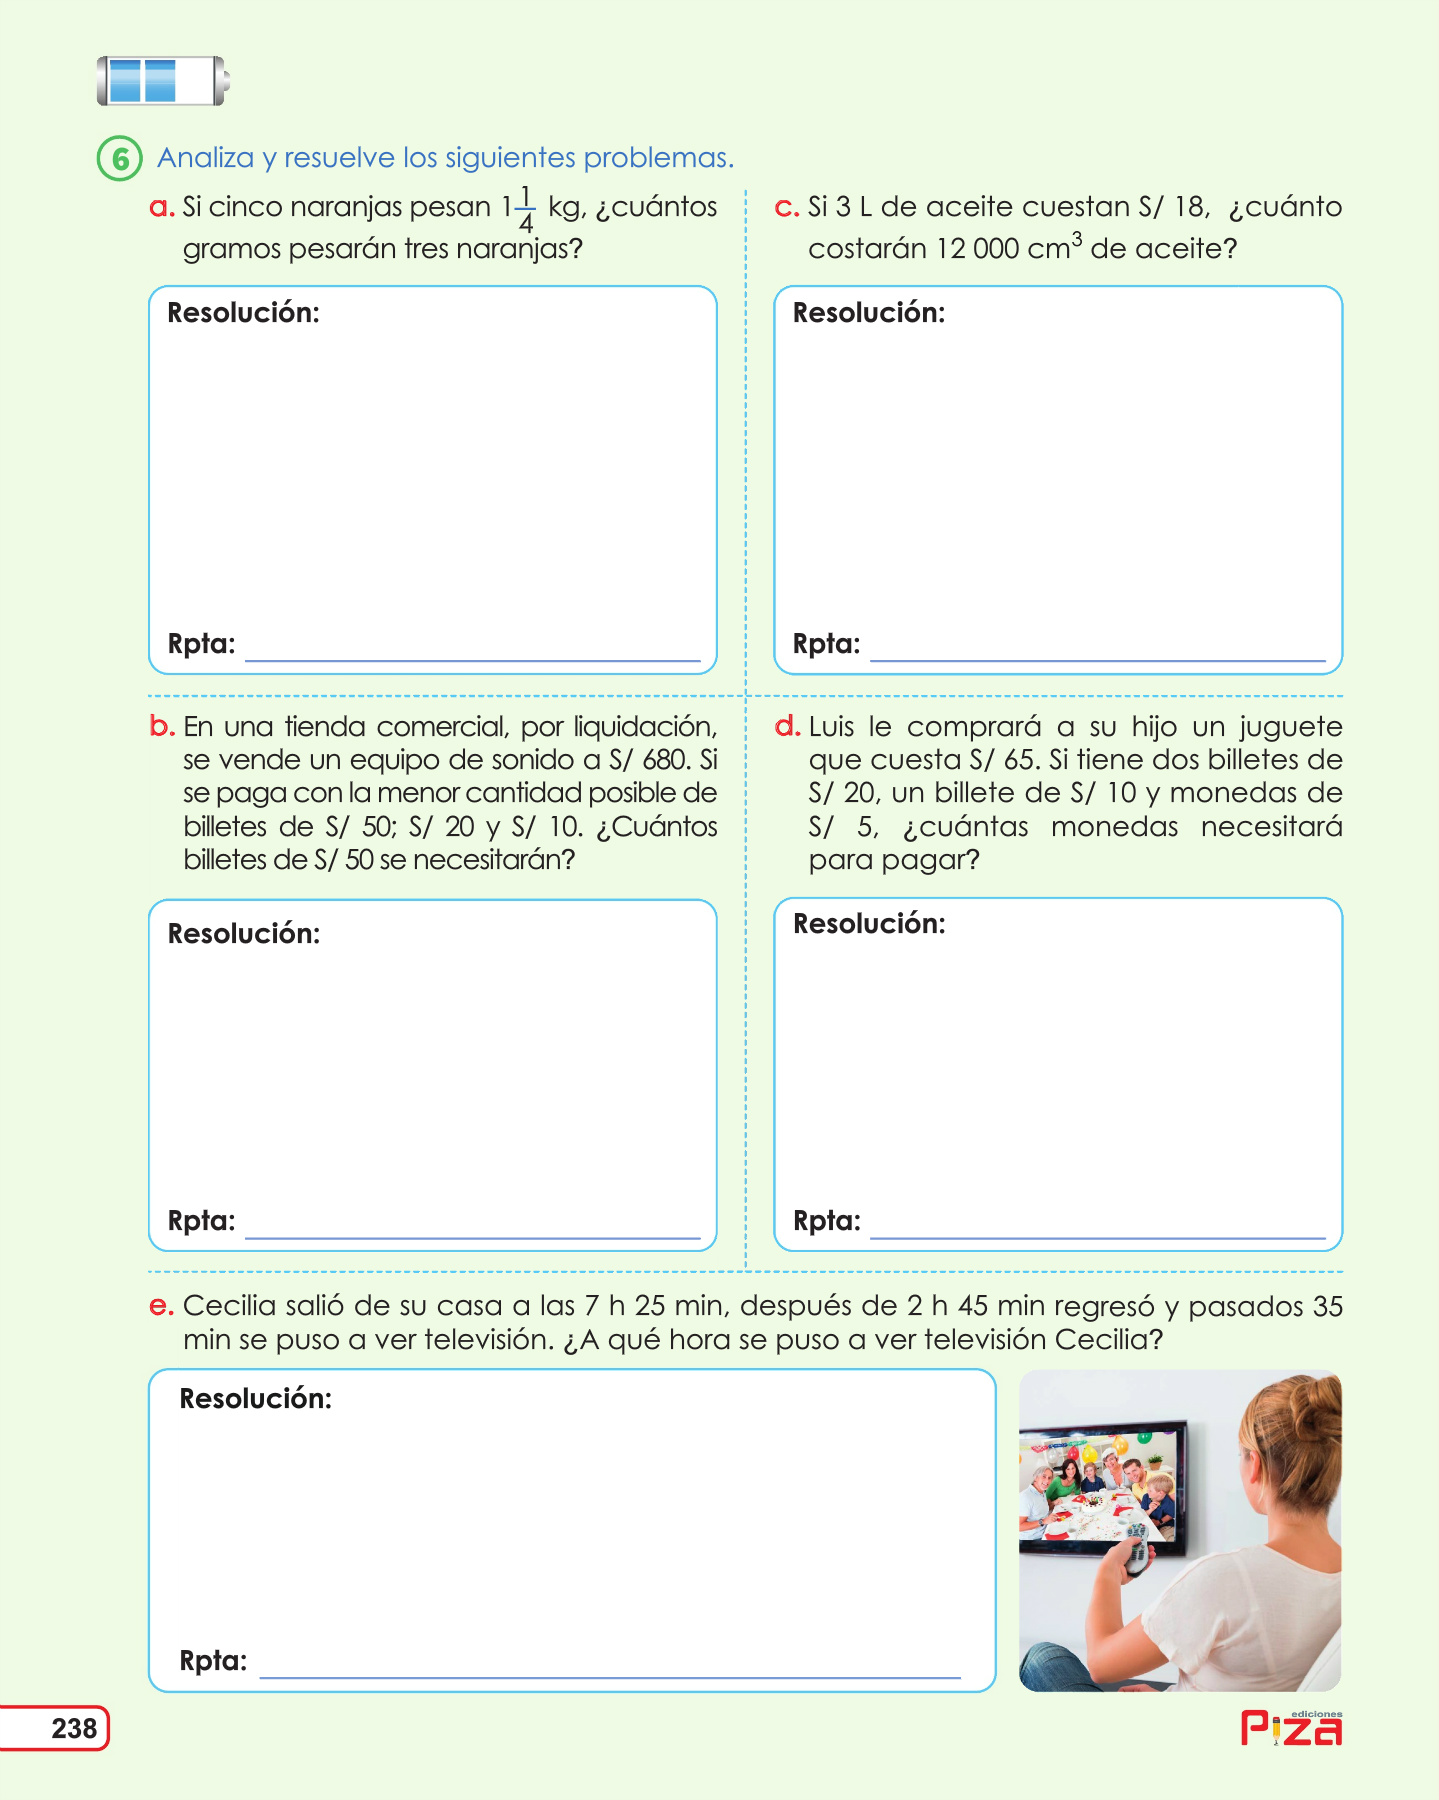 6 Analiza y resuelve los siguientes problemas.
a. Si cinco naranjas pesan 1 1/4 kg, ¿cuántos
gramos pesarán tres naranjas?
Resolución:
Rpta:
c. Si 3 L de aceite cuestan S/ 18, ¿cuánto
costarán 12 000 cm³ de aceite?
Resolución:
Rpta:
b. En una tienda comercial, por liquidación,
se vende un equipo de sonido a S/ 680. Si
se paga con la menor cantidad posible de
billetes de S/ 50; S/ 20 y S/ 10. ¿Cuántos
billetes de S/ 50 se necesitarán?
Resolución:
Rpta:
d. Luis le comprará a su hijo un juguete
que cuesta S/ 65. Si tiene dos billetes de
S/ 20, un billete de S/ 10 y monedas de
S/ 5, ¿cuántas monedas necesitará
para pagar?
Resolución:
Rpta:
e. Cecilia salió de su casa a las 7 h 25 min, después de 2 h 45 min regresó y pasados 35
min se puso a ver televisión. ¿A qué hora se puso a ver televisión Cecilia?
Resolución:
Rpta:
238
ediciones
Piza